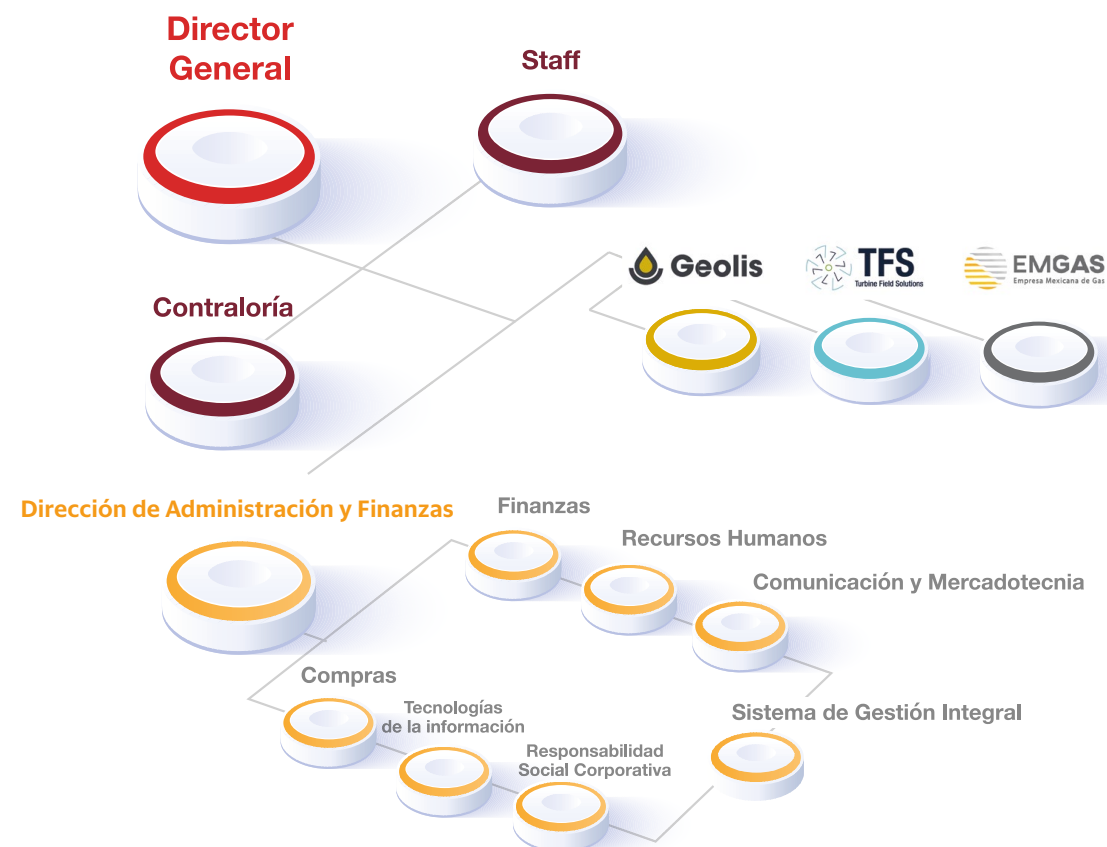 Director
General
Staff
Geolis
TFS
Turbine Field Solutions
EMGAS
Empresa Mexicana de Gas
Contraloría
Dirección de Administración y Finanzas
Finanzas
Recursos Humanos
Comunicación y Mercadotecnia
Compras
Tecnologías
de la información
Responsabilidad
Social Corporativa
Sistema de Gestión Integral